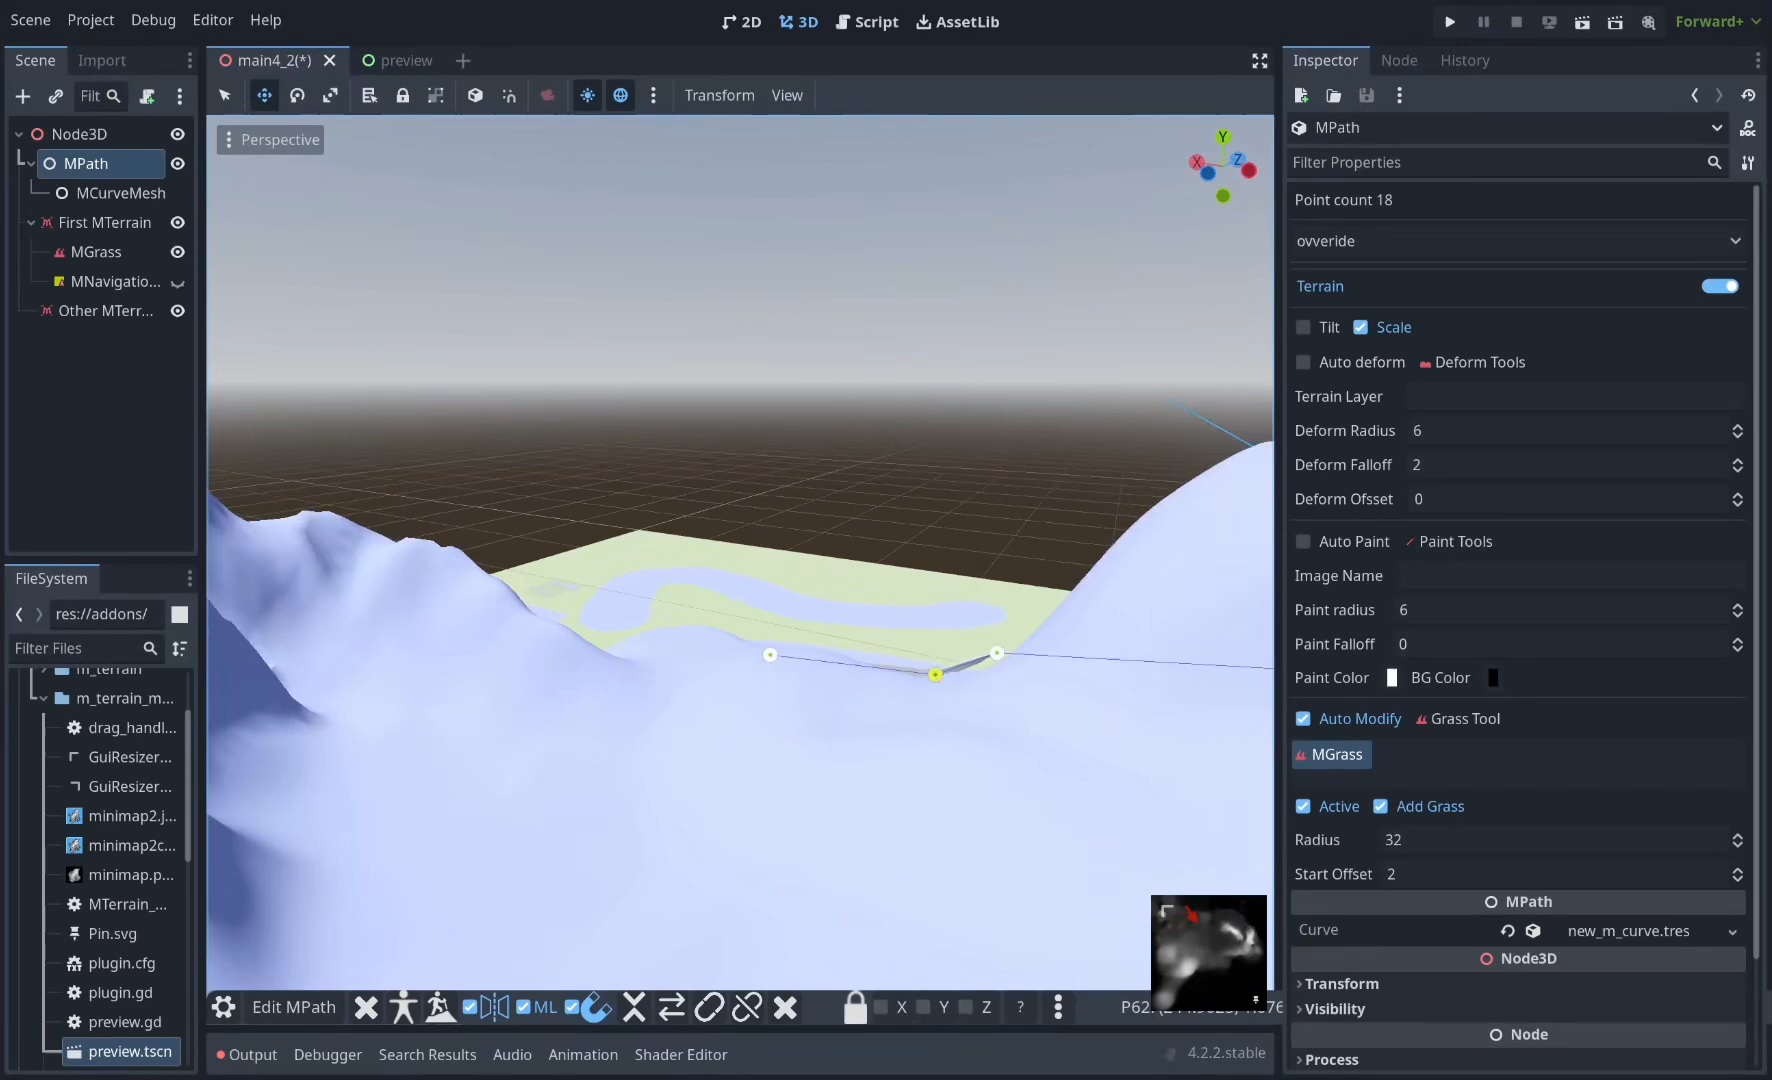 Scene Project Debug Editor Help
2D 3D Script AssetLib
Forward+
Scene Import
main4_2(*) preview
Inspector Node History
Filt
Transform View
Node3D
MPath
MCurveMesh
First MTerrain
MGrass
MNavigatio...
Other MTerr...
FileSystem
res://addons/
Filter Files
m_terrain
m_terrain_m...
drag_handl...
GuiResizer...
GuiResizer...
minimap2.j...
minimap2c...
minimap.p...
MTerrain_...
Pin.svg
plugin.cfg
plugin.gd
preview.gd
preview.tscn
Perspective
Y
X Z
Edit MPath ML X Y Z ?
Output Debugger Search Results Audio Animation Shader Editor
4.2.2.stable
MPath
DOC
Filter Properties
Point count 18
ovveride
Terrain
Tilt Scale
Auto deform Deform Tools
Terrain Layer
Deform Radius 6
Deform Falloff 2
Deform Ofsset 0
Auto Paint Paint Tools
Image Name
Paint radius 6
Paint Falloff 0
Paint Color BG Color
Auto Modify Grass Tool
MGrass
Active Add Grass
Radius 32
Start Offset 2
MPath
Curve new_m_curve.tres
Node3D
Transform
Visibility
Node
Process